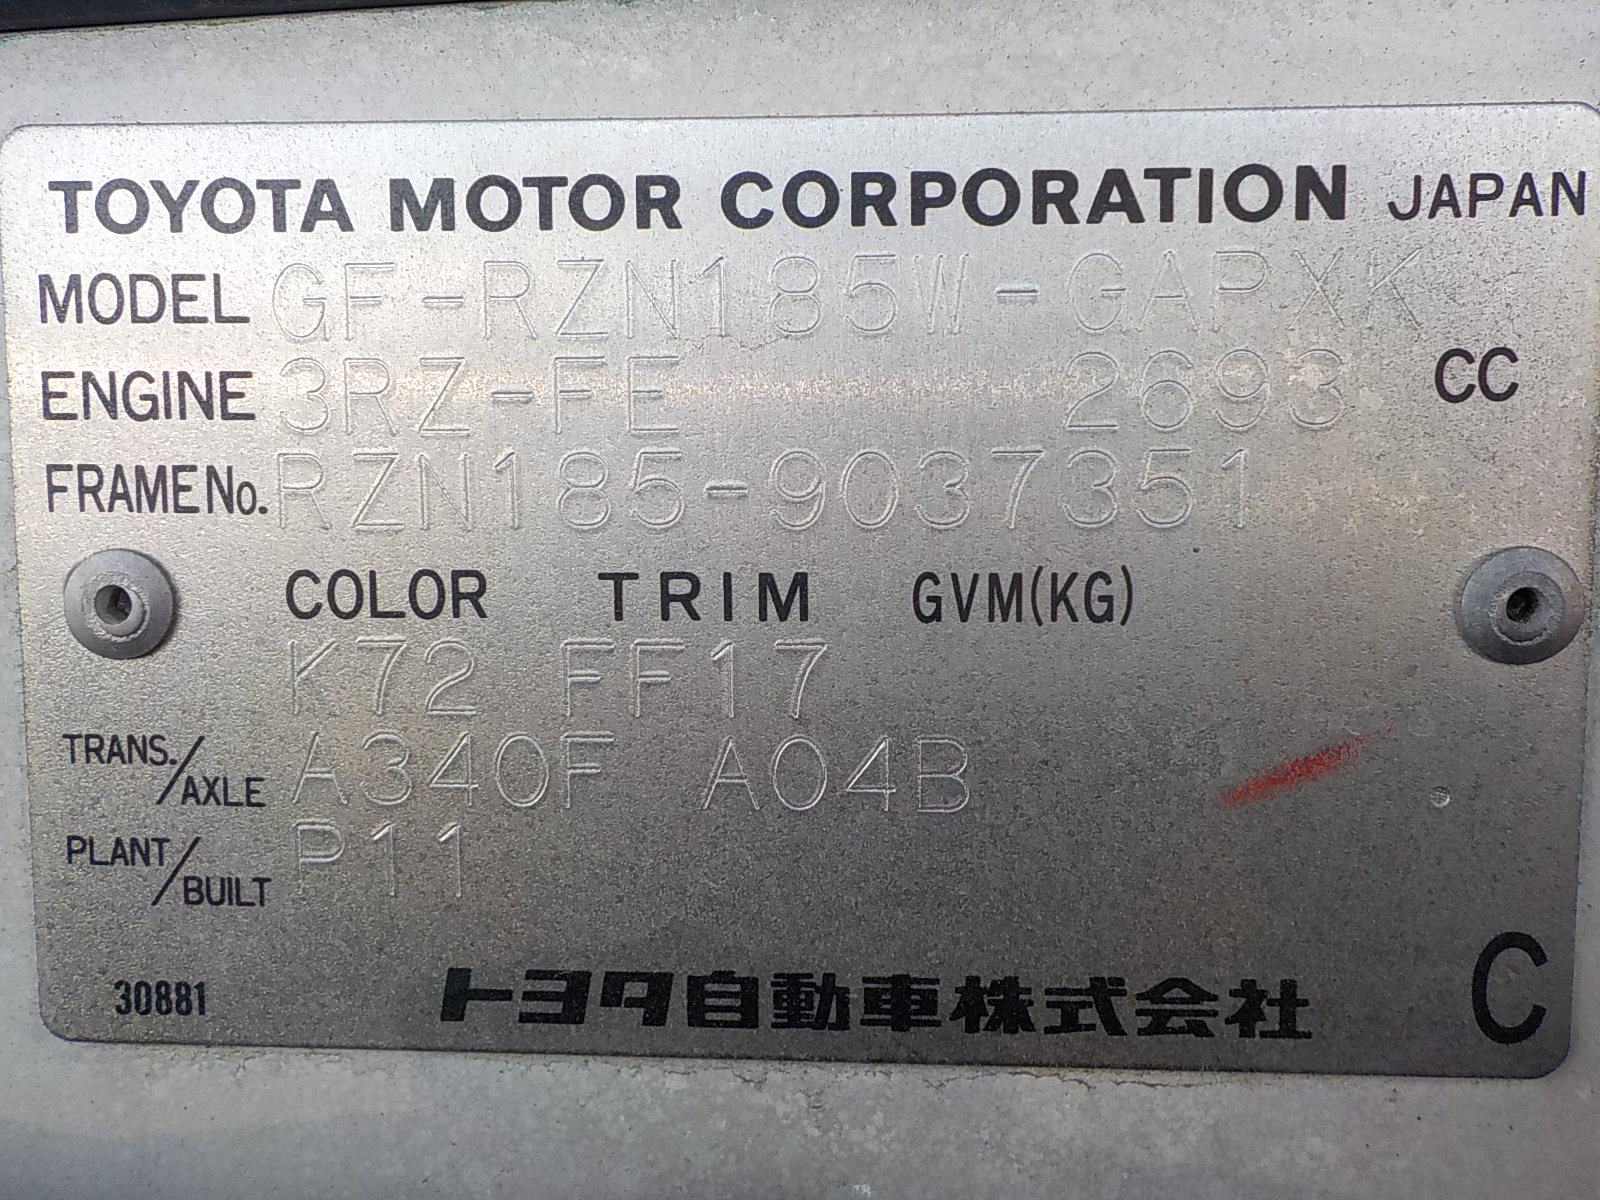 TOYOTA MOTOR CORPORATION JAPAN
MODEL GF-RZN185W-GAPXK
ENGINE 3RZ-FE 2693 CC
FRAME No. RZN185-9037351
COLOR TRIM GVM(KG)
K72 FF17
TRANS./AXLE A340F A04B
PLANT/BUILT P11
30881 トヨタ自動車株式会社 C